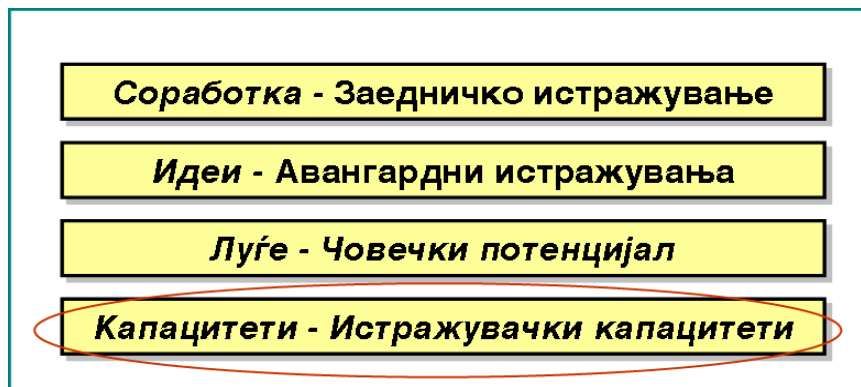 Соработка - Заедничко истражување
Идеи - Авангардни истражувања
Луѓе - Човечки потенцијал
Капацитети - Истражувачки капацитети